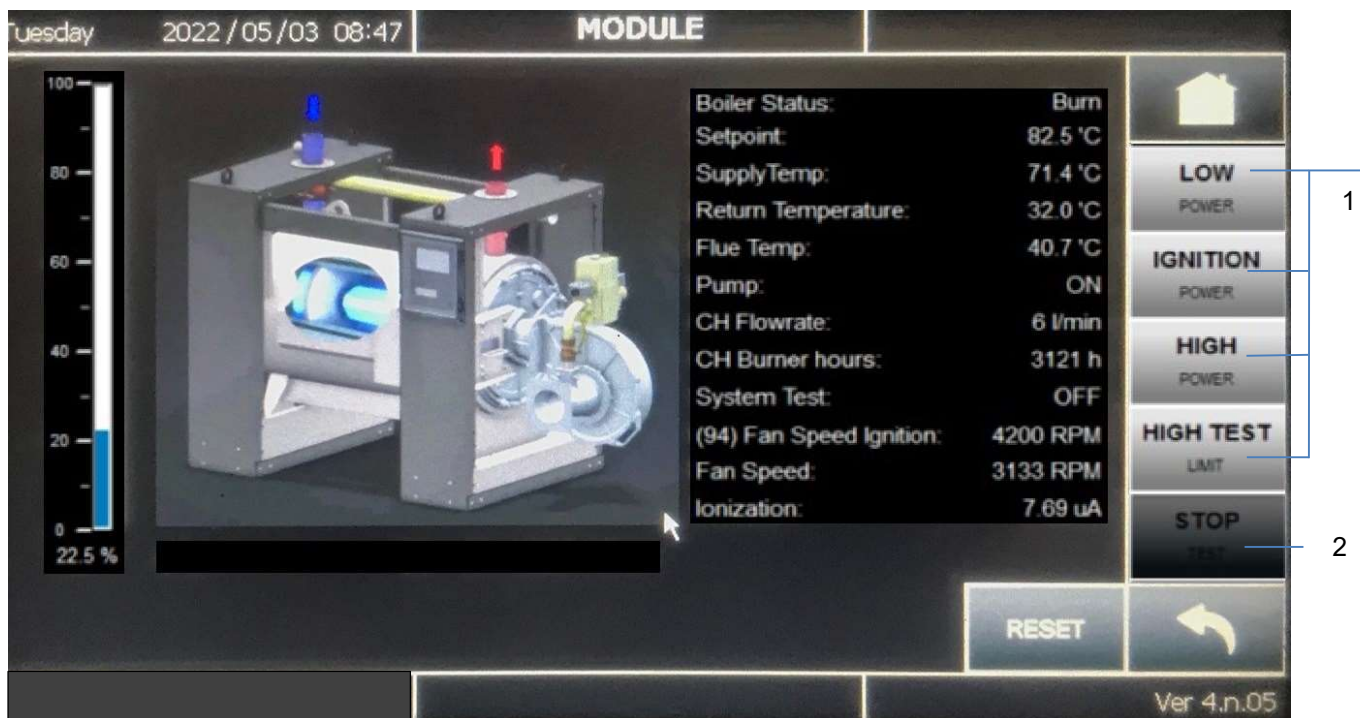 Tuesday 2022/05/03 08:47 MODULE
100
80
60
40
20
0
22.5 %
Boiler Status: Burn
Setpoint: 82.5 'C
SupplyTemp: 71.4 'C
Return Temperature: 32.0 'C
Flue Temp: 40.7 'C
Pump: ON
CH Flowrate: 6 l/min
CH Burner hours: 3121 h
System Test: OFF
(94) Fan Speed Ignition: 4200 RPM
Fan Speed: 3133 RPM
Ionization: 7.69 uA
LOW
POWER
IGNITION
POWER
HIGH
POWER
HIGH TEST
LIMIT
STOP
TEST
1
2
RESET
Ver 4.n.05